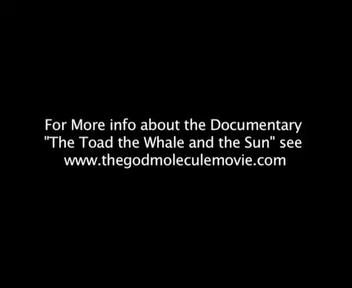 For More info about the Documentary
"The Toad the Whale and the Sun" see
www.thegodmoleculemovie.com